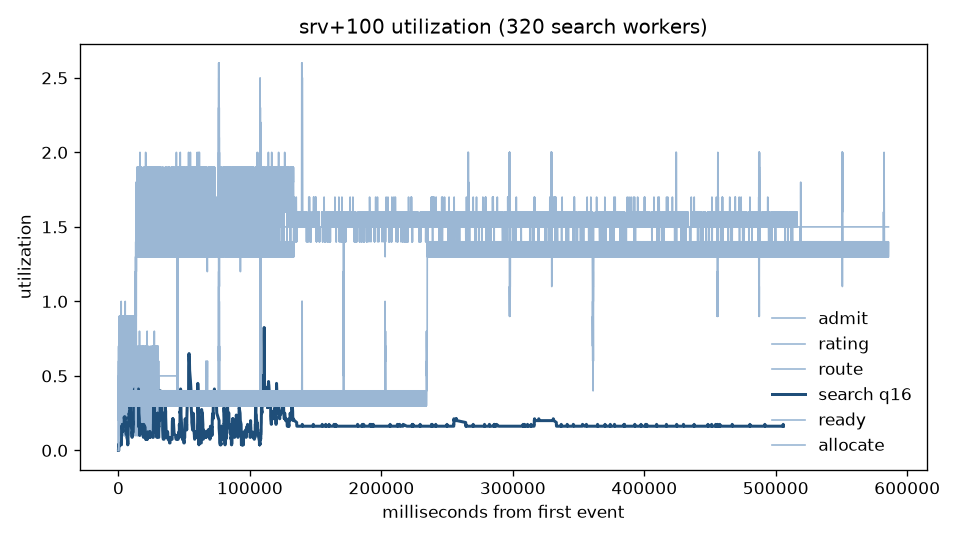 srv+100 utilization (320 search workers)
utilization
2.5
2.0
1.5
1.0
0.5
0.0
admit
rating
route
search q16
ready
allocate
0 100000 200000 300000 400000 500000 600000
milliseconds from first event